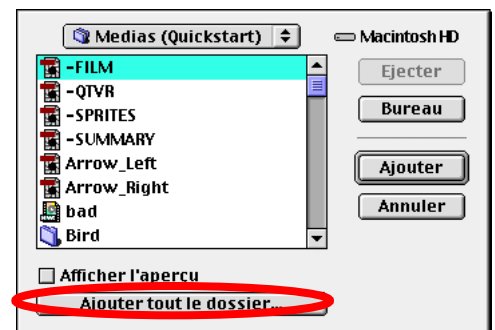 Medias (Quickstart)
Macintosh HD
-FILM
-QTVR
-SPRITES
-SUMMARY
Arrow_Left
Arrow_Right
bad
Bird
Ejecter
Bureau
Ajouter
Annuler
Afficher l'aperçu
Ajouter tout le dossier...